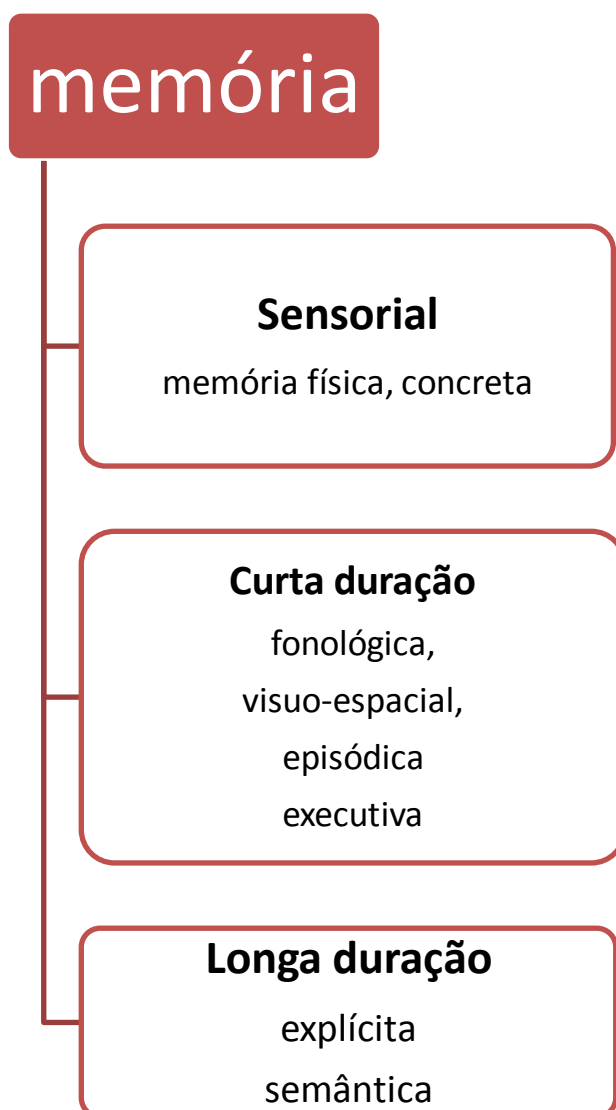 memória
Sensorial
memória física, concreta
Curta duração
fonológica,
visuo-espacial,
episódica
executiva
Longa duração
explícita
semântica